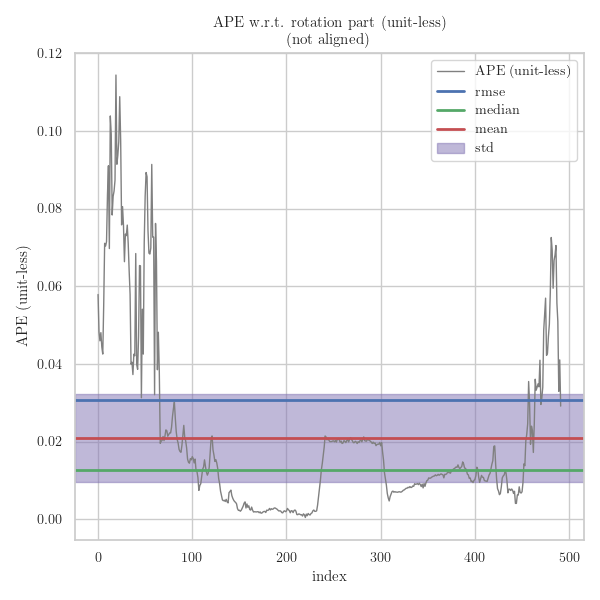 APE w.r.t. rotation part (unit-less)
(not aligned)
0.12
0.10
0.08
0.06
0.04
0.02
0.00
APE (unit-less)
APE (unit-less)
rmse
median
mean
std
0
100
200
300
400
500
index